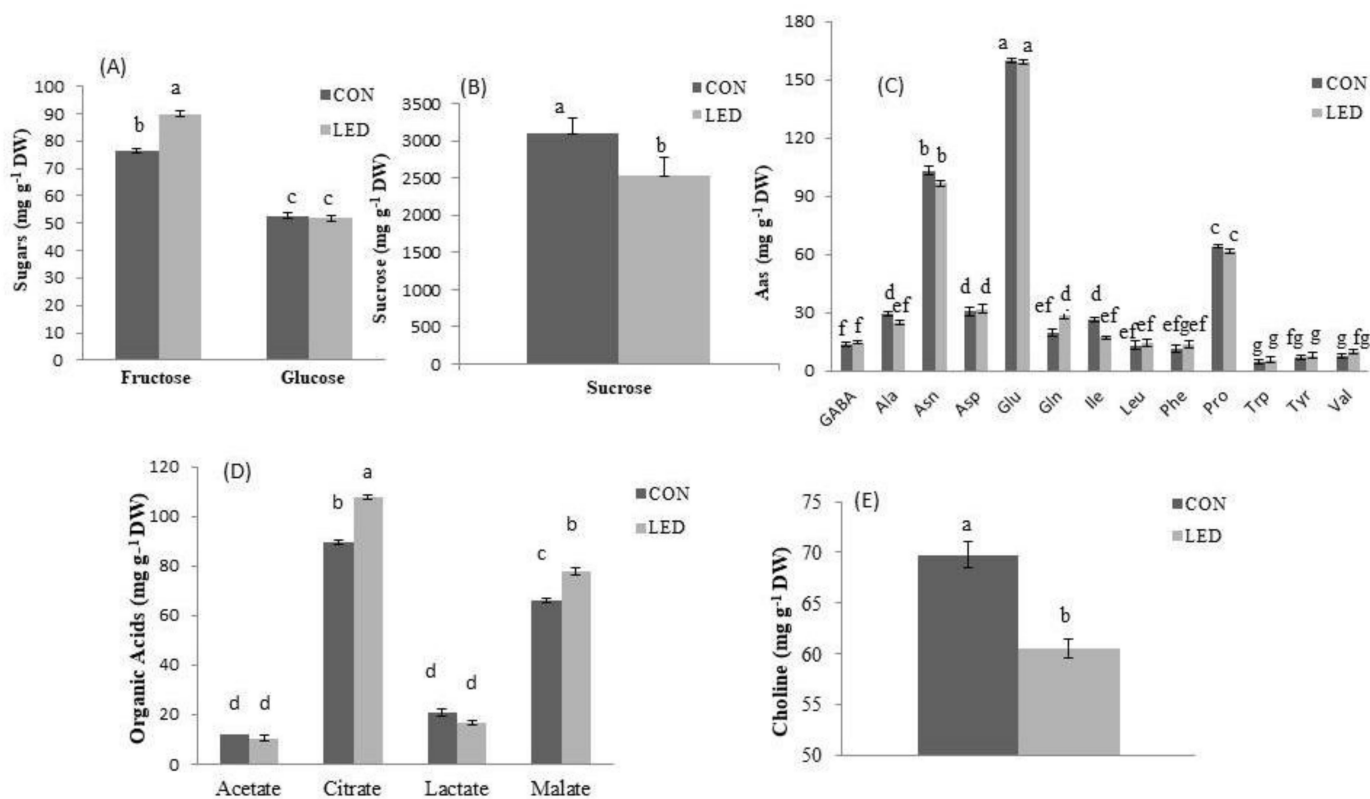 (A)
Sugars (mg g-1 DW)
100
90
80
70
60
50
40
30
20
10
0
b
a
c c
CON
LED
Fructose Glucose
(B)
Sucrose (mg g-1 DW)
3500
3000
2500
2000
1500
1000
500
0
a
b
CON
LED
Sucrose
(C)
Aas (mg g-1 DW)
180
150
120
90
60
30
0
f f d ef b b d d a a ef d d ef ef ef efg ef c c g g fg g g fg
CON
LED
GABA Ala Asn Asp Glu Gln Ile Leu Phe Pro Trp Tyr Val
(D)
Organic Acids (mg g-1 DW)
120
100
80
60
40
20
0
d d b a d d c b
CON
LED
Acetate Citrate Lactate Malate
(E)
Choline (mg g-1 DW)
75
70
65
60
55
50
a
b
CON
LED